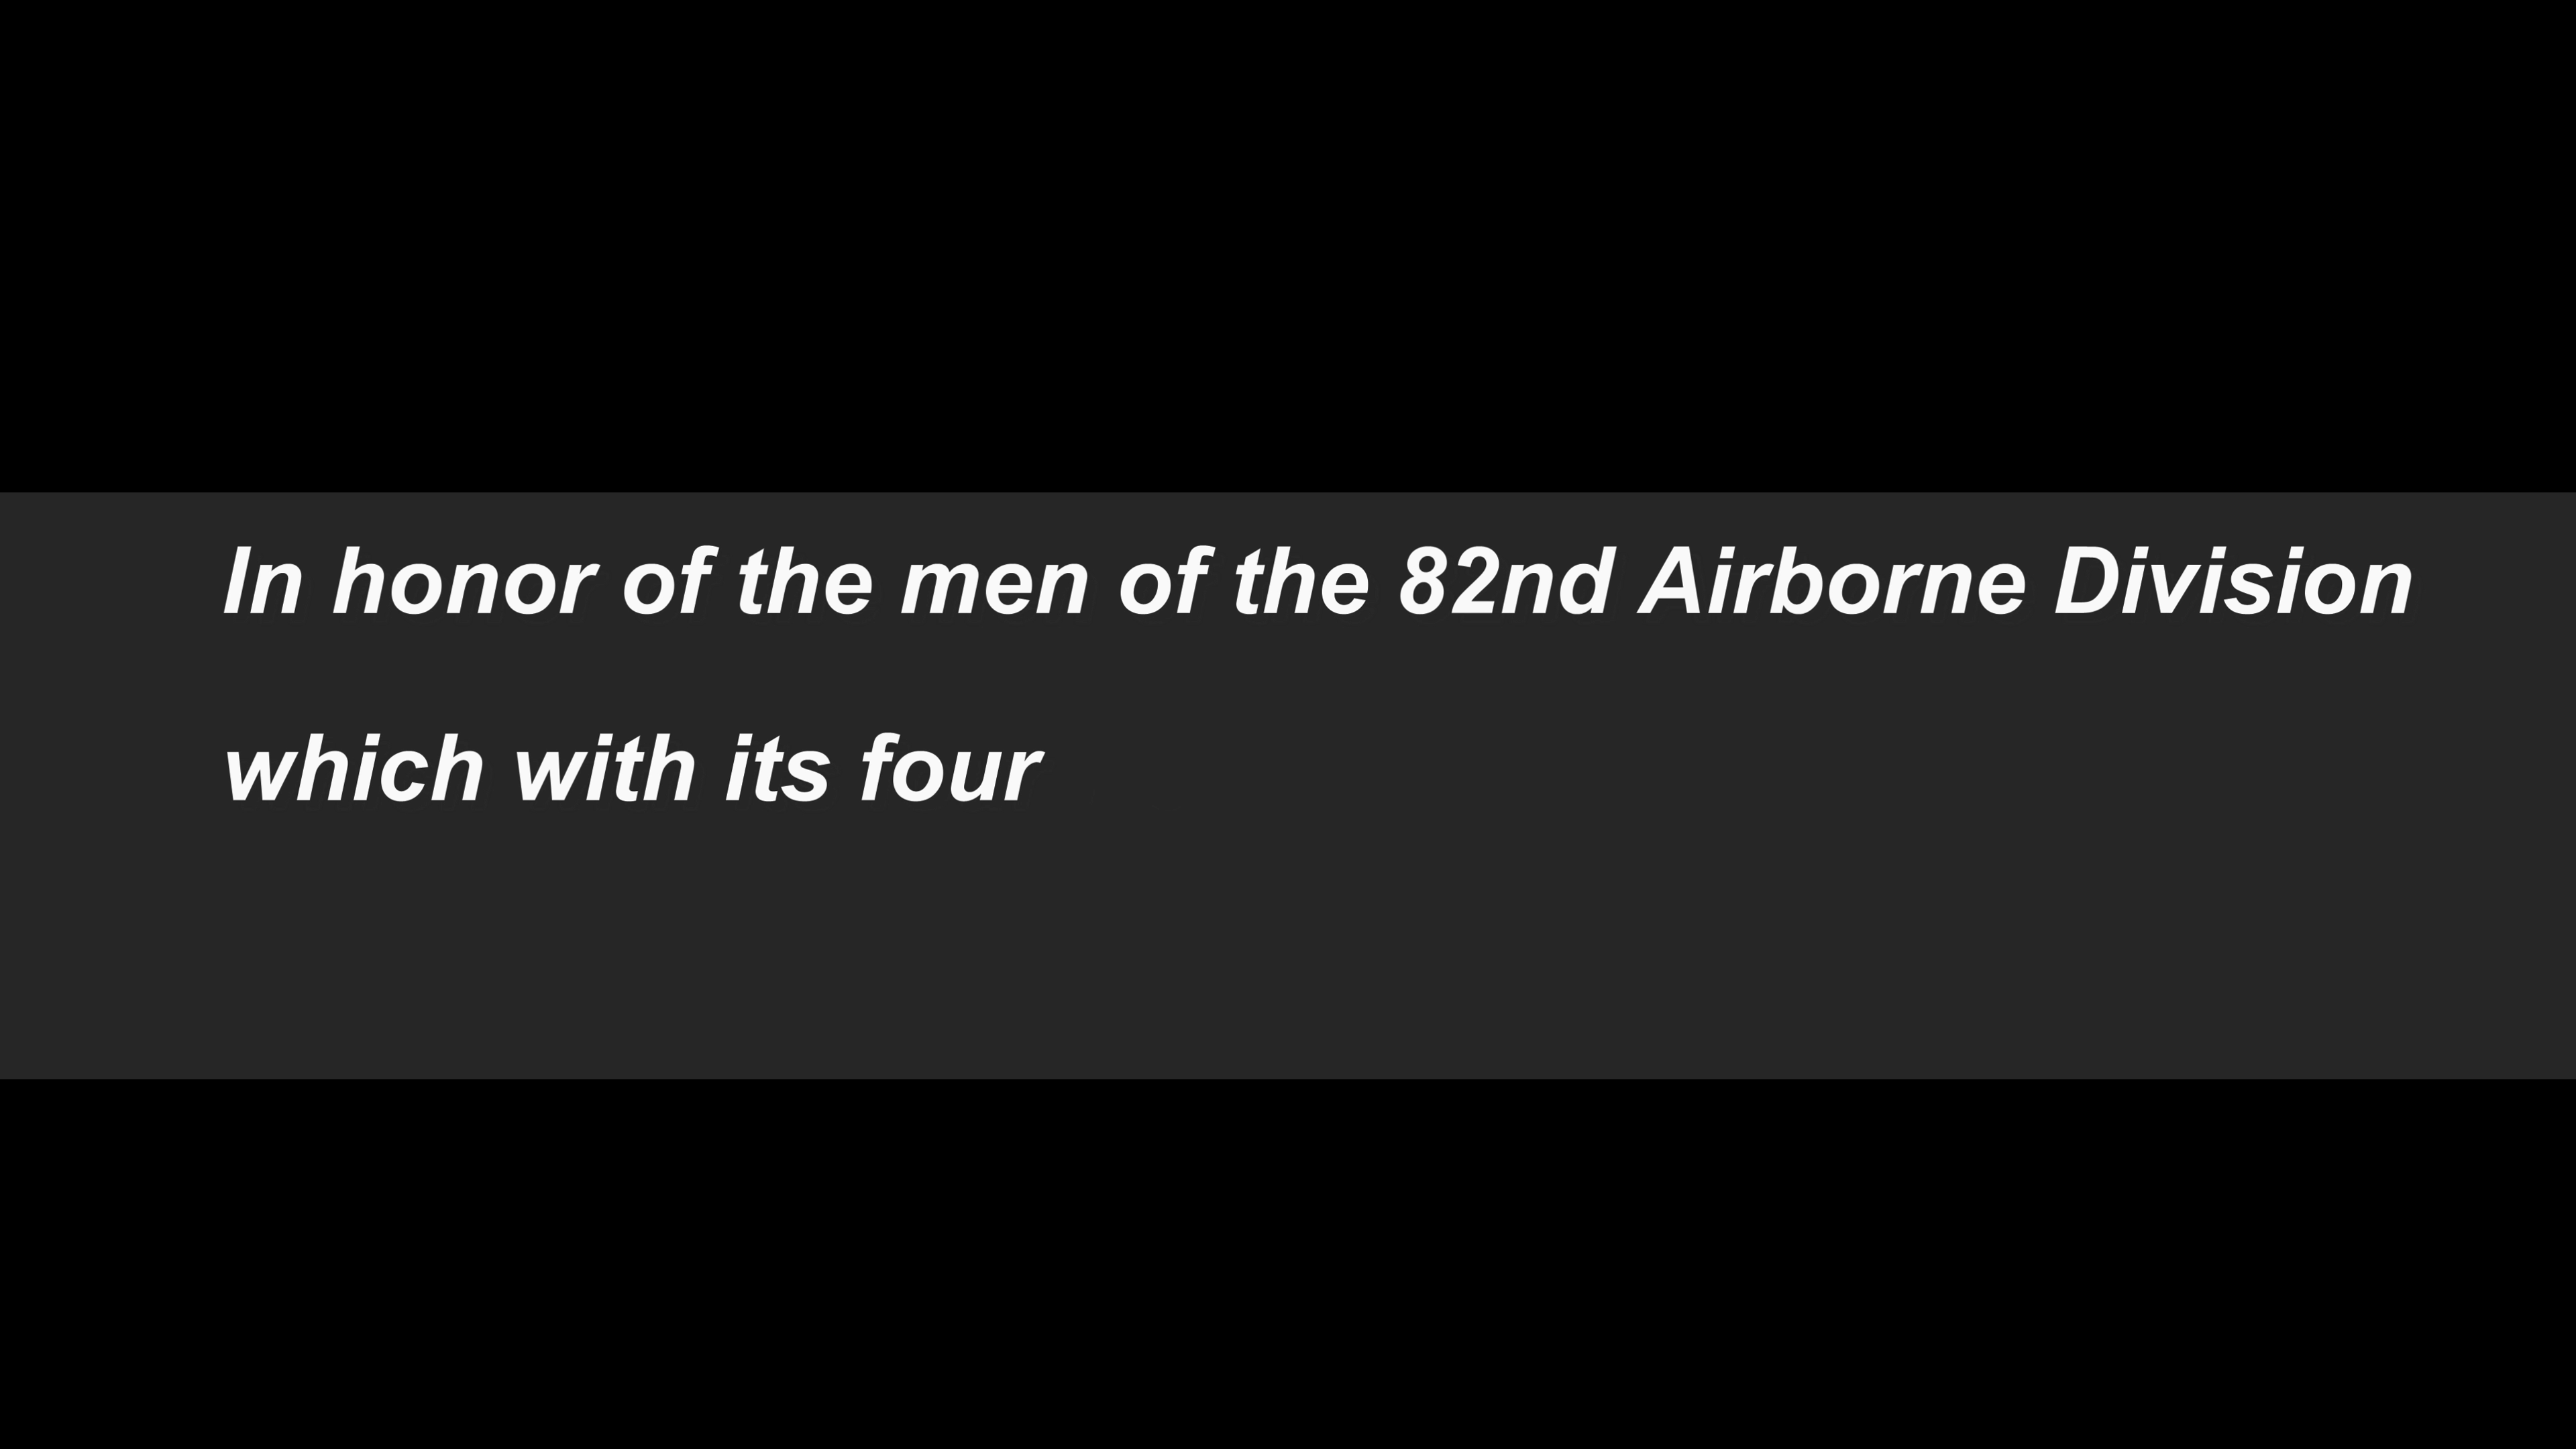 In honor of the men of the 82nd Airborne Division
which with its four